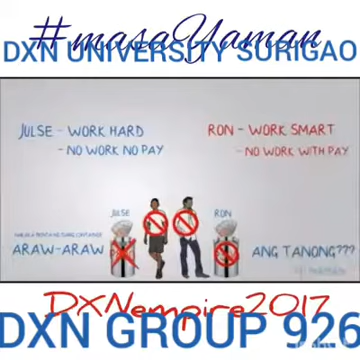 #masaYaman
DXN UNIVERSITY SURIGAO
JULSE - WORK HARD
- NO WORK NO PAY
RON - WORK SMART
- NO WORK WITH PAY
JULSE
RON
ARAW-ARAW
ANG TANONG???
DXNempire2017
DXN GROUP 926